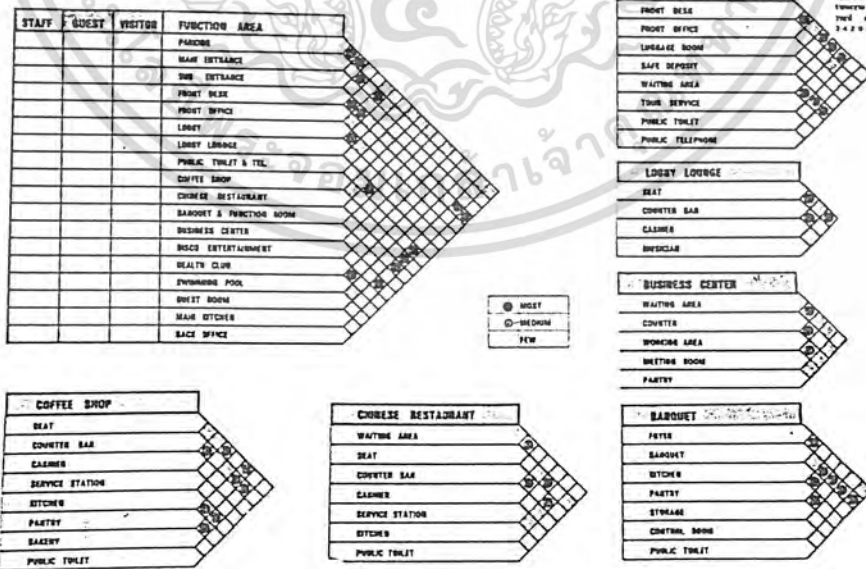 STAFF GUEST VISITOR FUNCTION AREA
PARKING
MAIN ENTRANCE
SUB ENTRANCE
FRONT DESK
FRONT OFFICE
LOBBY
LOBBY LOUNGE
PUBLIC TOILET & TEL.
COFFEE SHOP
CHINESE RESTAURANT
BANQUET & FUNCTION ROOM
BUSINESS CENTER
DISCO ENTERTAINMENT
HEALTH CLUB
SWIMMING POOL
GUEST ROOM
MAIN KITCHEN
BACK OFFICE
MOST
MEDIUM
FEW
FRONT DESK
FRONT OFFICE
LUGGAGE ROOM
SAFE DEPOSIT
WAITING AREA
TOUR SERVICE
PUBLIC TOILET
PUBLIC TELEPHONE
LOBBY LOUNGE
SEAT
COUNTER BAR
CASHIER
MUSICIAN
BUSINESS CENTER
WAITING AREA
COUNTER
WORKING AREA
MEETING ROOM
PANTRY
COFFEE SHOP
SEAT
COUNTER BAR
CASHIER
SERVICE STATION
KITCHEN
PANTRY
BAKERY
PUBLIC TOILET
CHINESE RESTAURANT
WAITING AREA
SEAT
COUNTER BAR
CASHIER
SERVICE STATION
KITCHEN
PUBLIC TOILET
BANQUET
FOYER
BANQUET
KITCHEN
PANTRY
STORAGE
CONTROL ROOM
PUBLIC TOILET